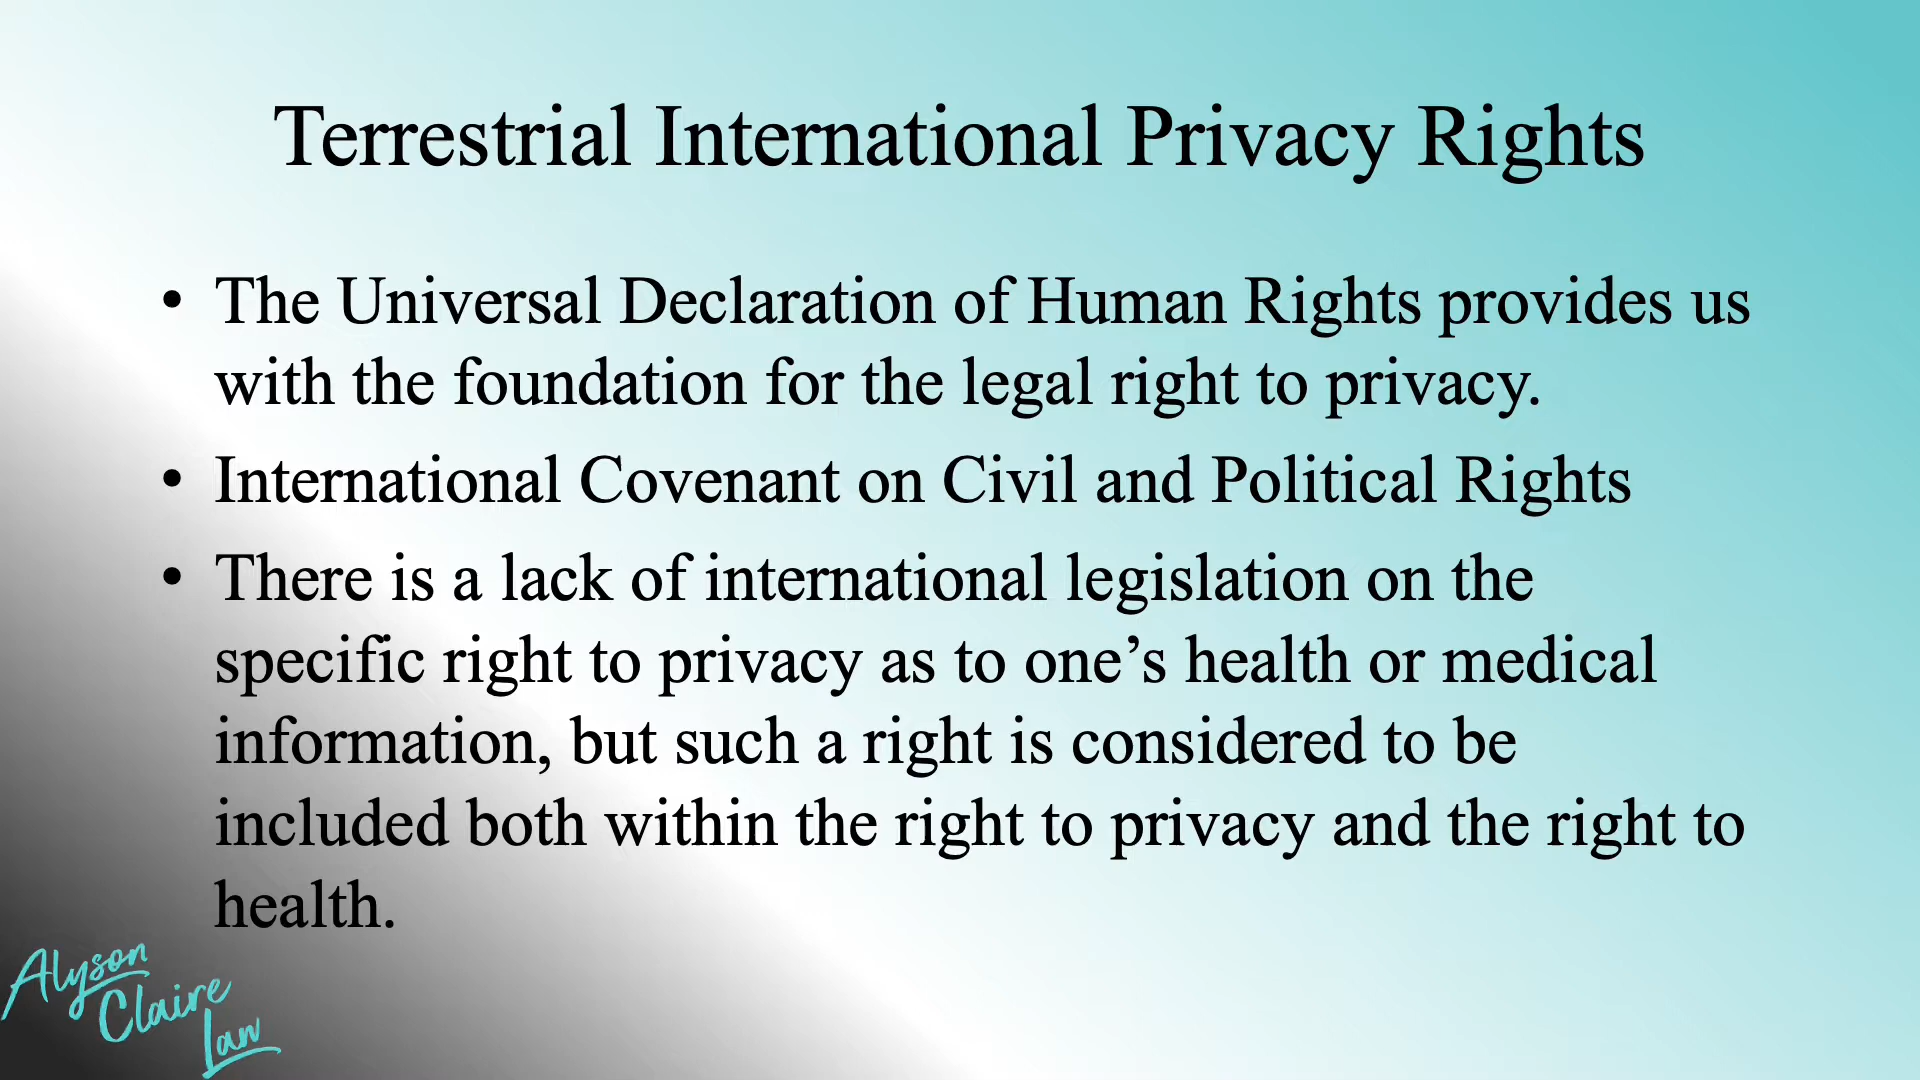 Terrestrial International Privacy Rights
• The Universal Declaration of Human Rights provides us
with the foundation for the legal right to privacy.
• International Covenant on Civil and Political Rights
• There is a lack of international legislation on the
specific right to privacy as to one’s health or medical
information, but such a right is considered to be
included both within the right to privacy and the right to
health.
Alyson
Claire
Law